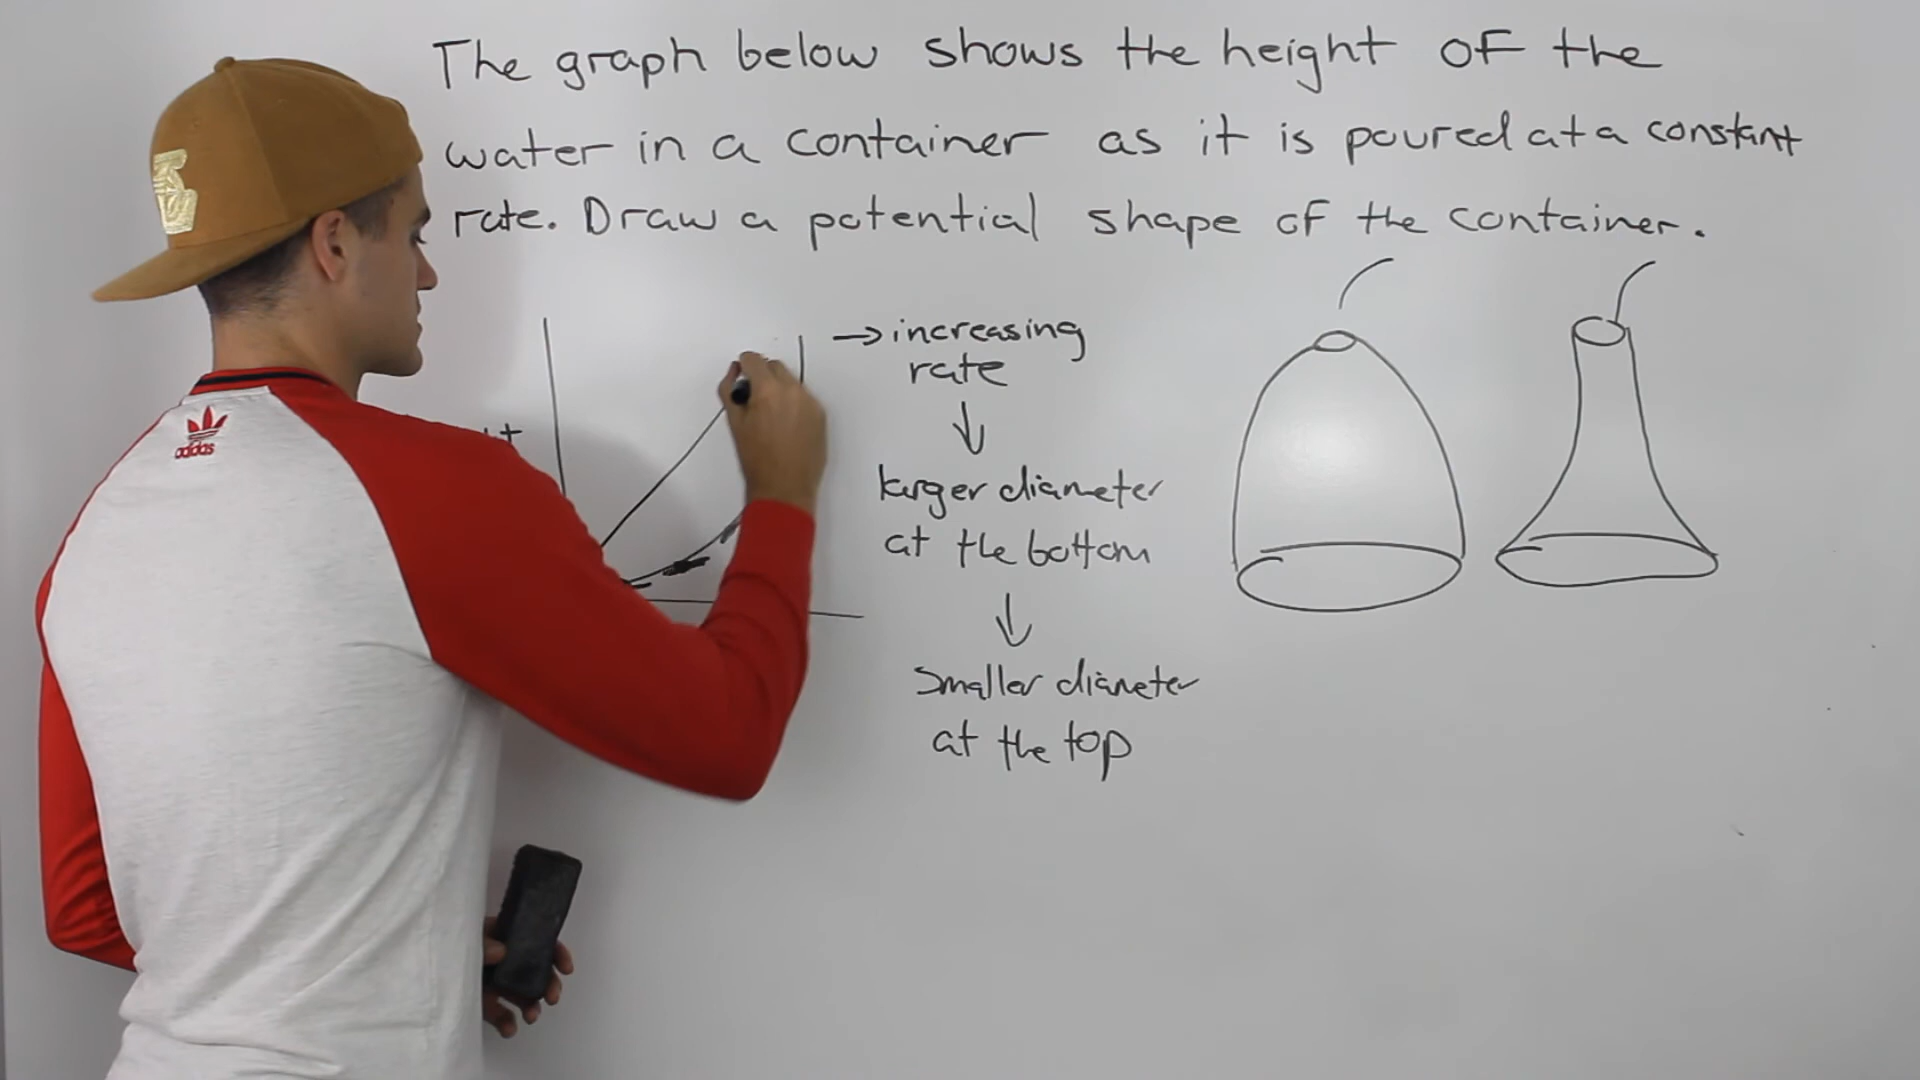 The graph below shows the height of the
water in a container as it is poured at a constant
rate. Draw a potential shape of the container.
→ increasing
rate
↓
larger diameter
at the bottom
↓
smaller diameter
at the top
adidas